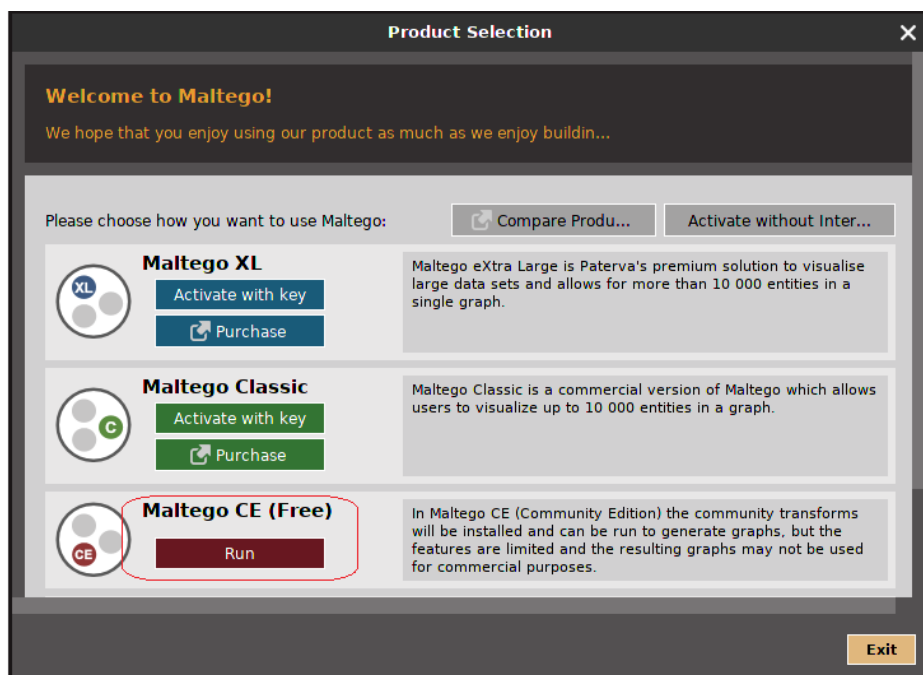 Product Selection
Welcome to Maltego!
We hope that you enjoy using our product as much as we enjoy buildin...
Please choose how you want to use Maltego:
Compare Produ...
Activate without Inter...
XL
Maltego XL
Activate with key
Purchase
Maltego eXtra Large is Paterva's premium solution to visualise
large data sets and allows for more than 10 000 entities in a
single graph.
C
Maltego Classic
Activate with key
Purchase
Maltego Classic is a commercial version of Maltego which allows
users to visualize up to 10 000 entities in a graph.
CE
Maltego CE (Free)
Run
In Maltego CE (Community Edition) the community transforms
will be installed and can be run to generate graphs, but the
features are limited and the resulting graphs may not be used
for commercial purposes.
Exit